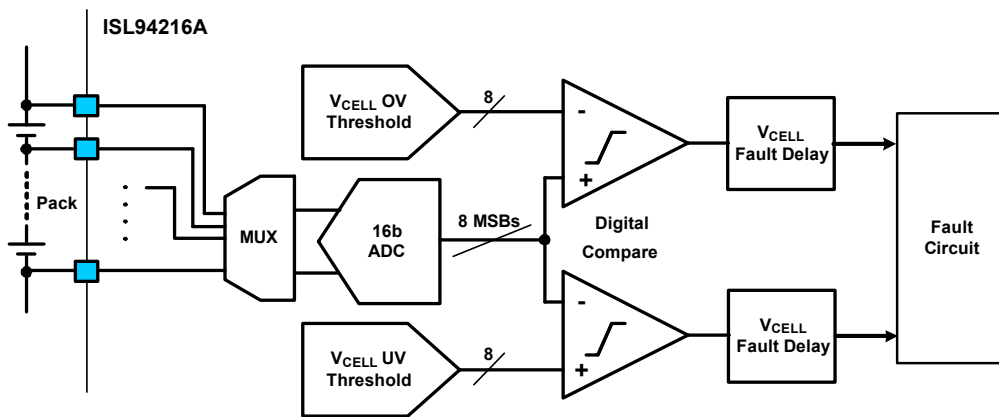 ISL94216A
VCELL OV
Threshold
8
-
+
VCELL
Fault Delay
Pack
MUX
16b
ADC
8 MSBs
Digital
Compare
Fault
Circuit
VCELL UV
Threshold
8
-
+
VCELL
Fault Delay